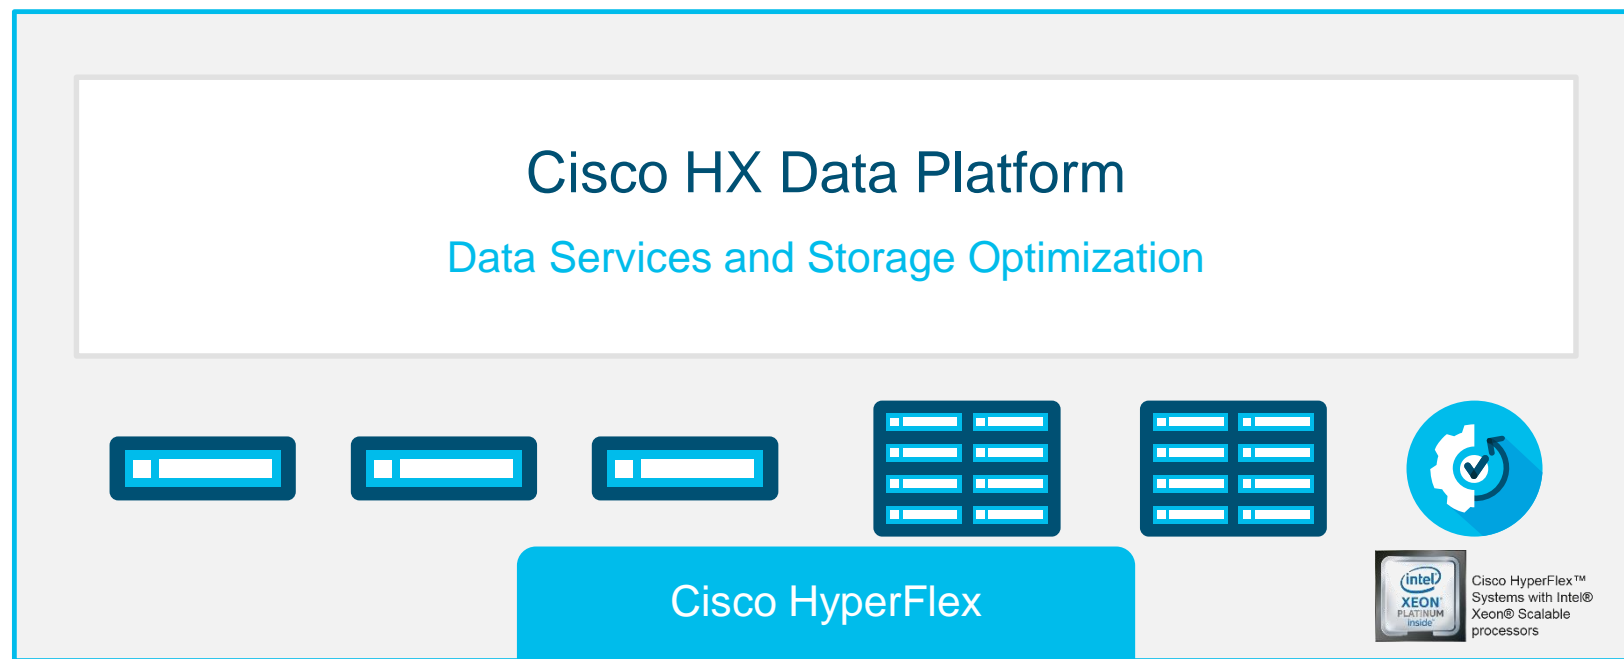 Cisco HX Data Platform
Data Services and Storage Optimization
Cisco HyperFlex
intel
XEON
PLATINUM
inside™
Cisco HyperFlex™
Systems with Intel®
Xeon® Scalable
processors